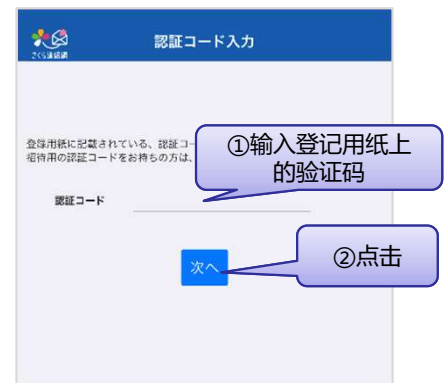 認証コード入力
さくら連絡網
登録用紙に記載されている、認証コー
招待用の認証コードをお持ちの方は、
①输入登记用纸上
的验证码
認証コード
次へ
②点击